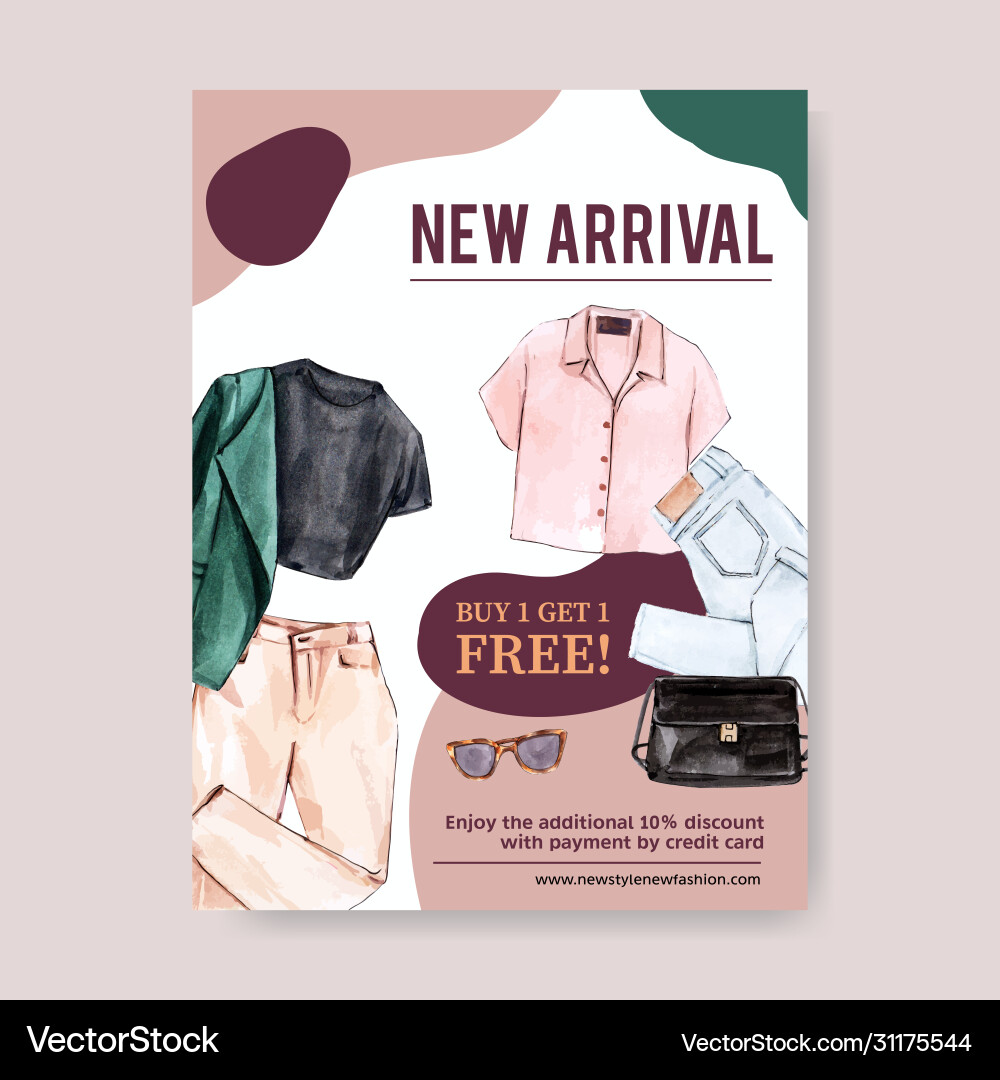 NEW ARRIVAL
BUY 1 GET 1
FREE!
Enjoy the additional 10% discount
with payment by credit card
www.newstylenewfashion.com
VectorStock
VectorStock.com/31175544